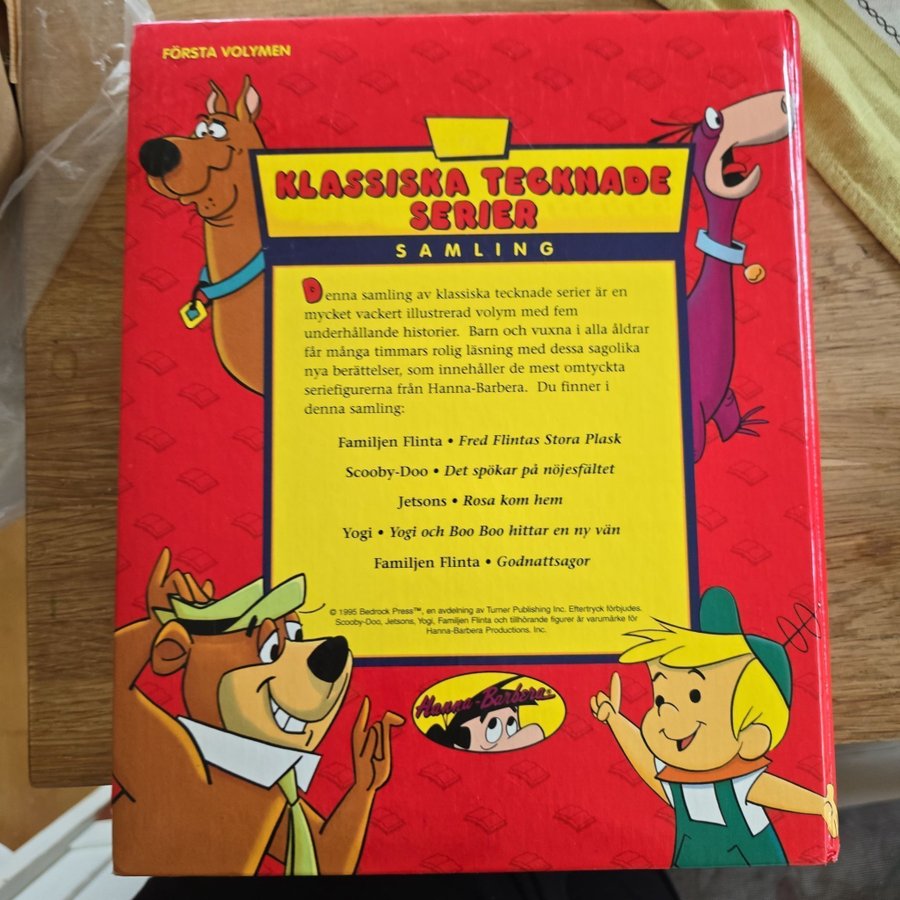 FÖRSTA VOLYMEN
KLASSISKA TECKNADE
SERIER
SAMLING
Denna samling av klassiska tecknade serier är en
mycket vackert illustrerad volym med fem
underhållande historier. Barn och vuxna i alla åldrar
får många timmars rolig läsning med dessa sagolika
nya berättelser, som innehåller de mest omtyckta
seriefigurerna från Hanna-Barbera. Du finner i
denna samling:
Familjen Flinta • Fred Flintas Stora Plask
Scooby-Doo • Det spökar på nöjesfältet
Jetsons • Rosa kom hem
Yogi • Yogi och Boo Boo hittar en ny vän
Familjen Flinta • Godnattsagor
© 1995 Bedrock Press™, en avdelning av Turner Publishing Inc. Eftertryck förbjudes.
Scooby-Doo, Jetsons, Yogi, Familjen Flinta och tillhörande figurer är varumärke för
Hanna-Barbera Productions, Inc.
Hanna-Barbera